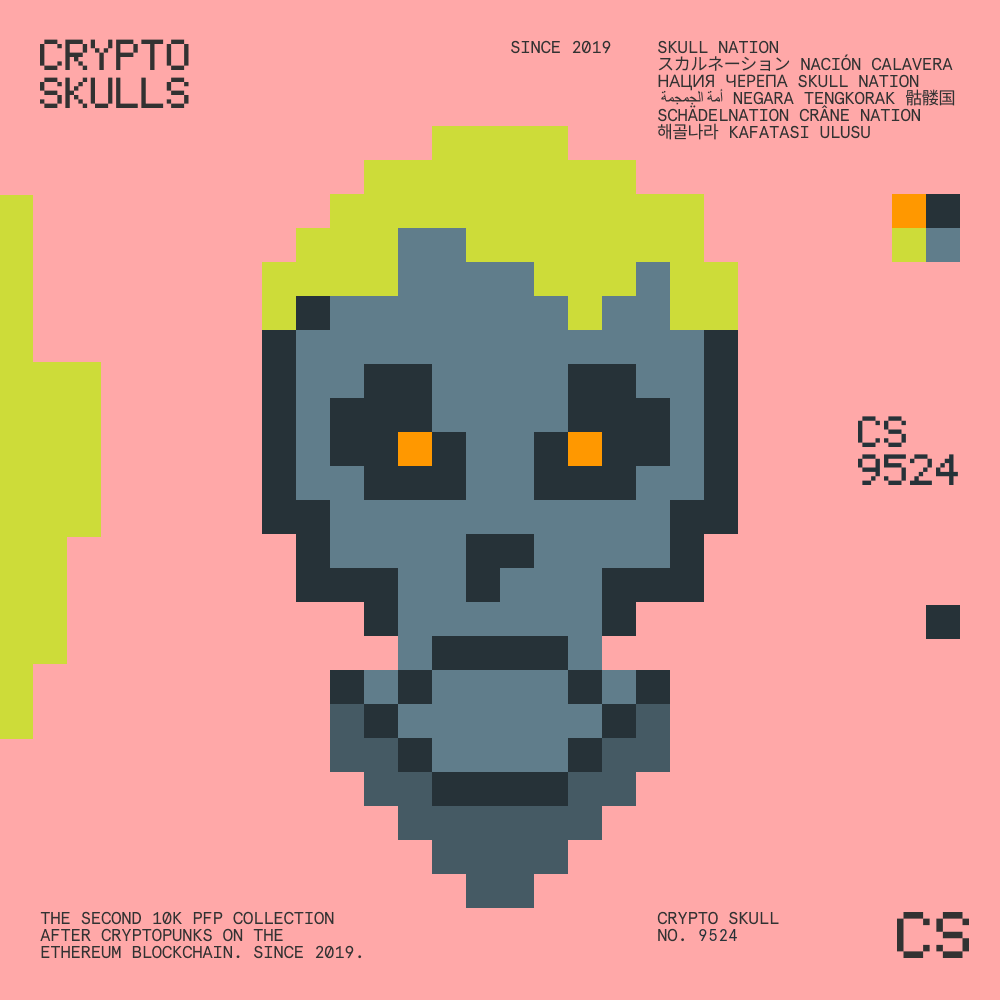 CRYPTO
SKULLS
SINCE 2019
SKULL NATION
スカルネーション NACIÓN CALAVERA
НАЦИЯ ЧЕРЕПА SKULL NATION
أمة الجمجمة NEGARA TENGKORAK 骷髅国
SCHÄDELNATION CRÂNE NATION
해골나라 KAFATASI ULUSU
CS
9524
THE SECOND 10K PFP COLLECTION
AFTER CRYPTOPUNKS ON THE
ETHEREUM BLOCKCHAIN. SINCE 2019.
CRYPTO SKULL
NO. 9524
CS